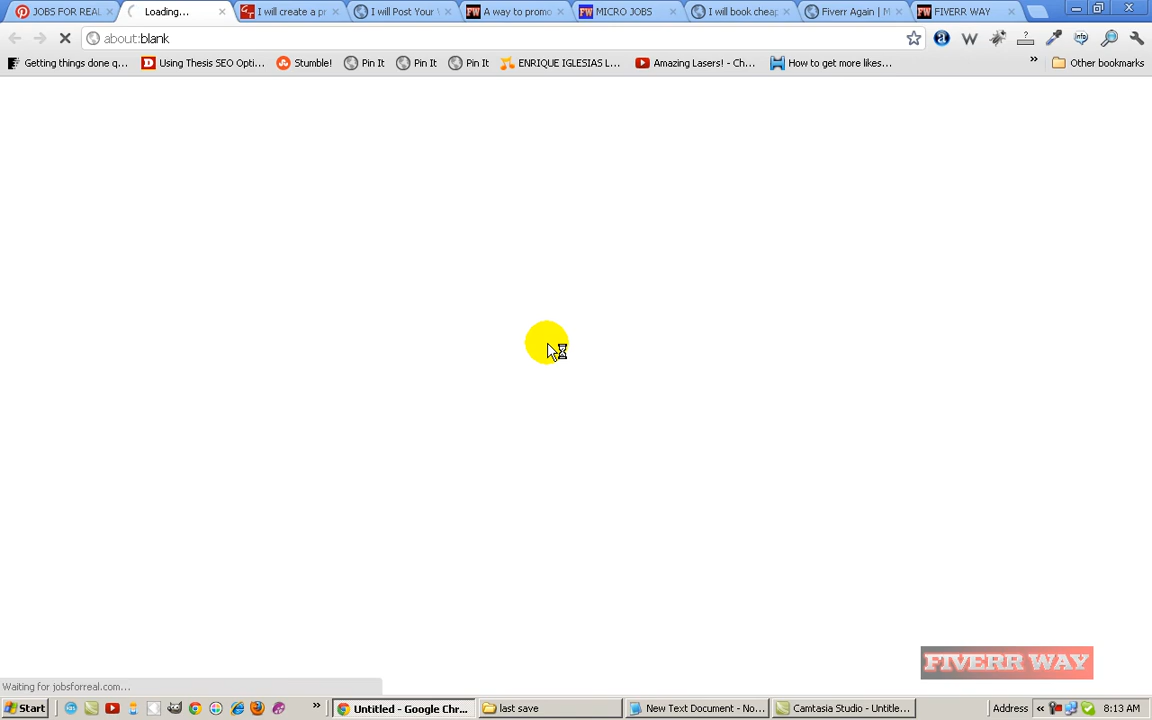 JOBS FOR REAL
Loading...
I will create a pr
I will Post Your
A way to promo
MICRO JOBS
I will book cheap
Fiverr Again | M
FIVERR WAY
about:blank
Getting things done q...
Using Thesis SEO Opti...
Stumble!
Pin It
Pin It
Pin It
ENRIQUE IGLESIAS L...
Amazing Lasers! - Ch...
How to get more likes...
»
Other bookmarks
FIVERR WAY
Waiting for jobsforreal.com...
Start
»
Untitled - Google Chr...
last save
New Text Document - No...
Camtasia Studio - Untitle...
Address
«
8:13 AM